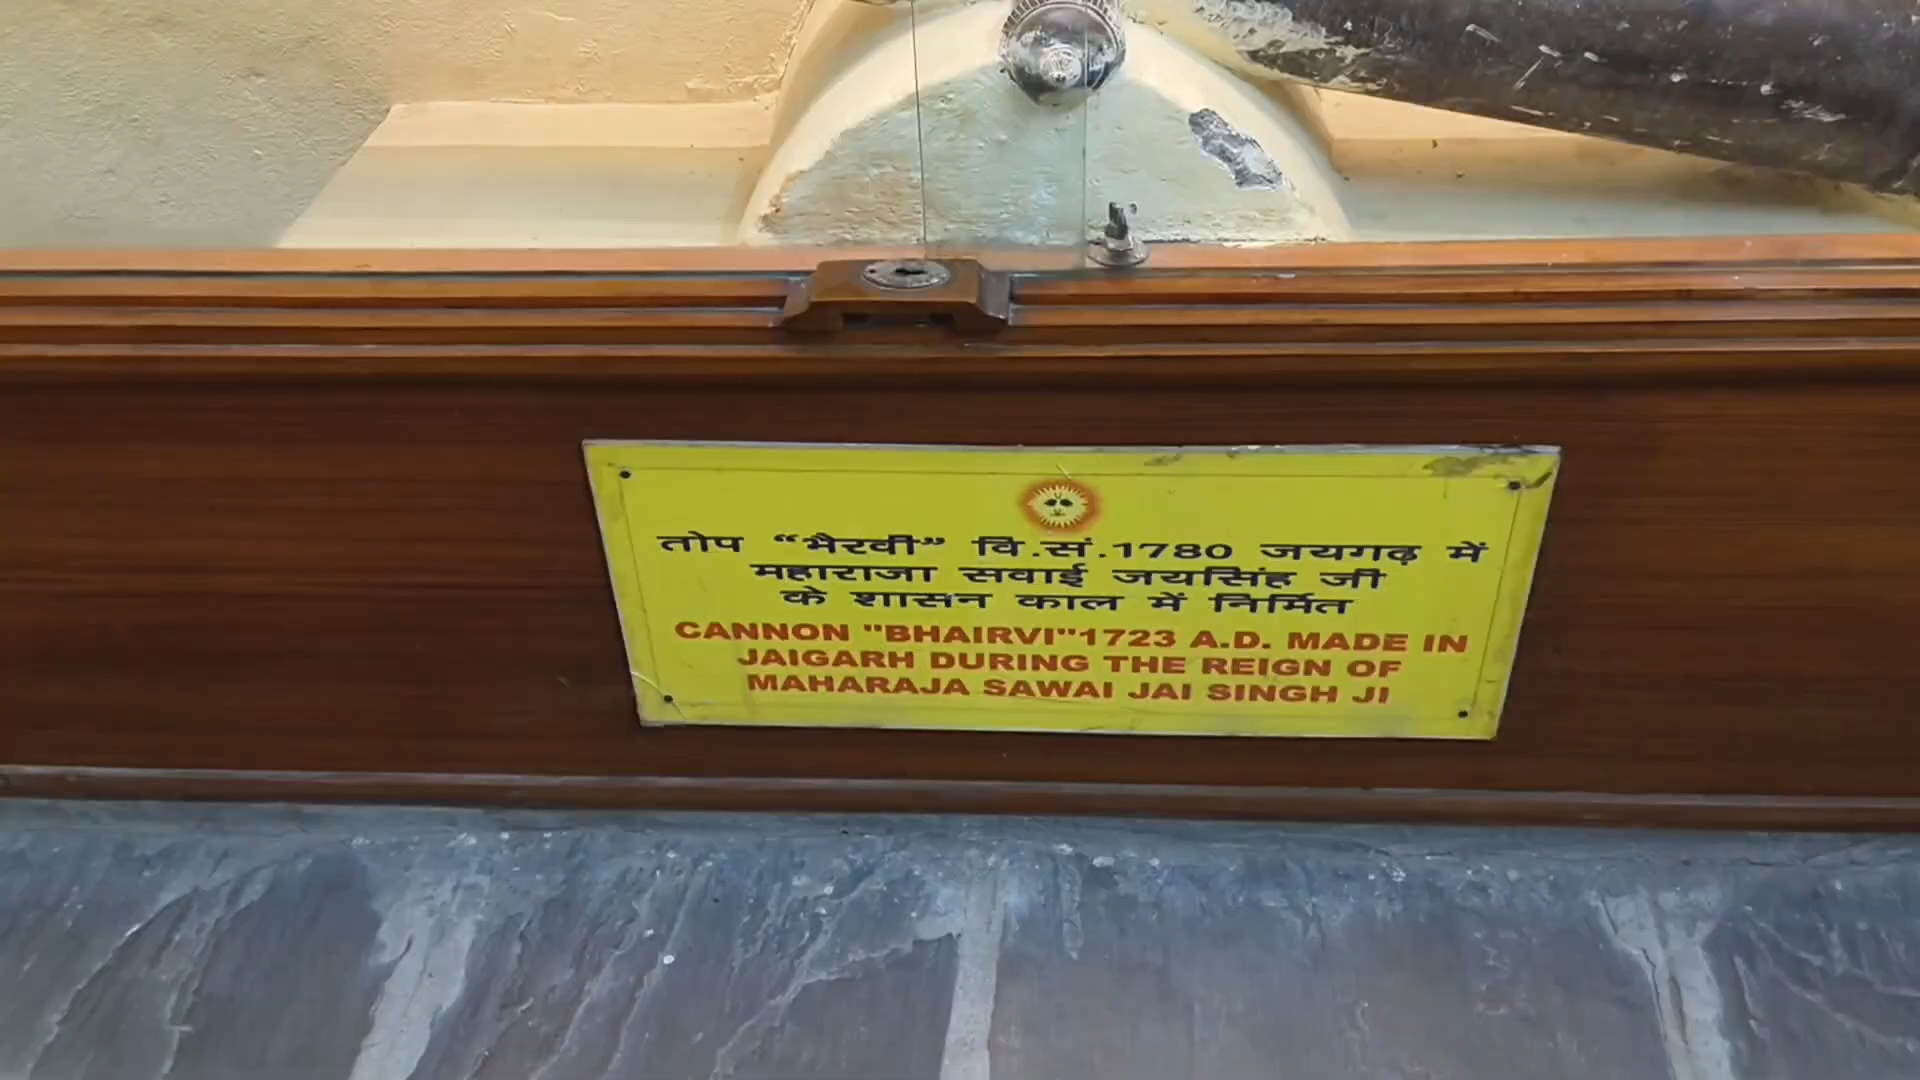 तोप “भैरवी” वि.सं.1780 जयगढ़ में
महाराजा सवाई जयसिंह जी
के शासन काल में निर्मित
CANNON "BHAIRVI"1723 A.D. MADE IN
JAIGARH DURING THE REIGN OF
MAHARAJA SAWAI JAI SINGH JI